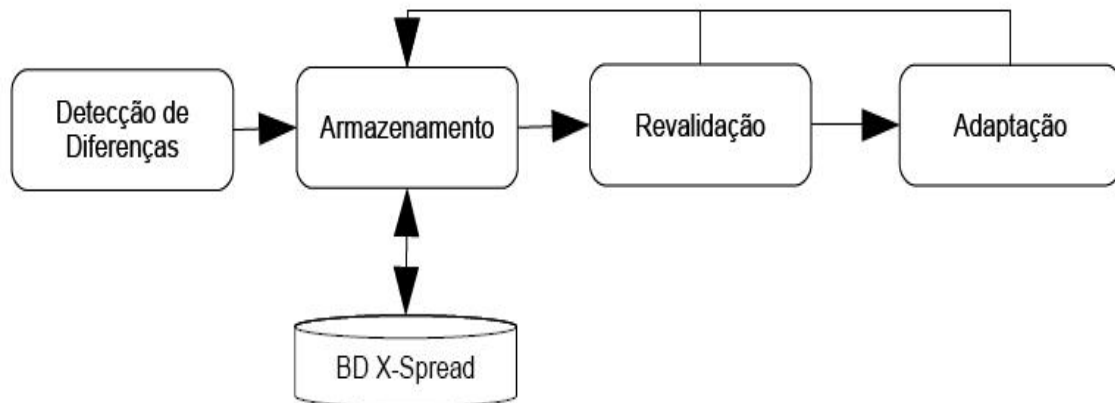 Detecção de
Diferenças
Armazenamento
Revalidação
Adaptação
BD X-Spread